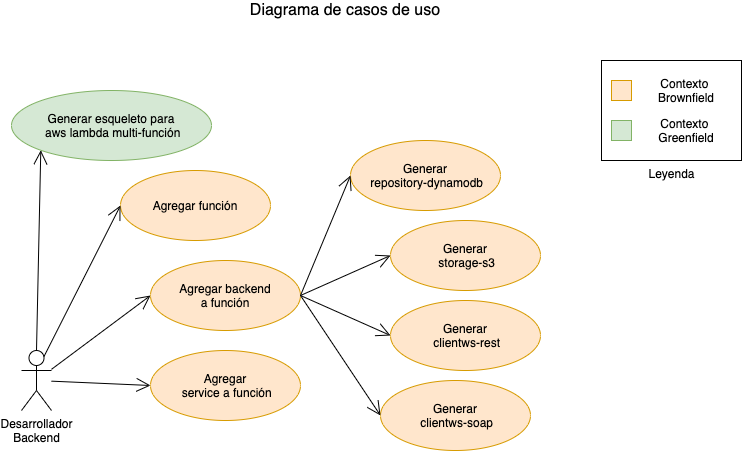 Diagrama de casos de uso
Generar esqueleto para
aws lambda multi-función
Agregar función
Agregar backend
a función
Agregar
service a función
Generar
repository-dynamodb
Generar
storage-s3
Generar
clientws-rest
Generar
clientws-soap
Desarrollador
Backend
Contexto
Brownfield
Contexto
Greenfield
Leyenda